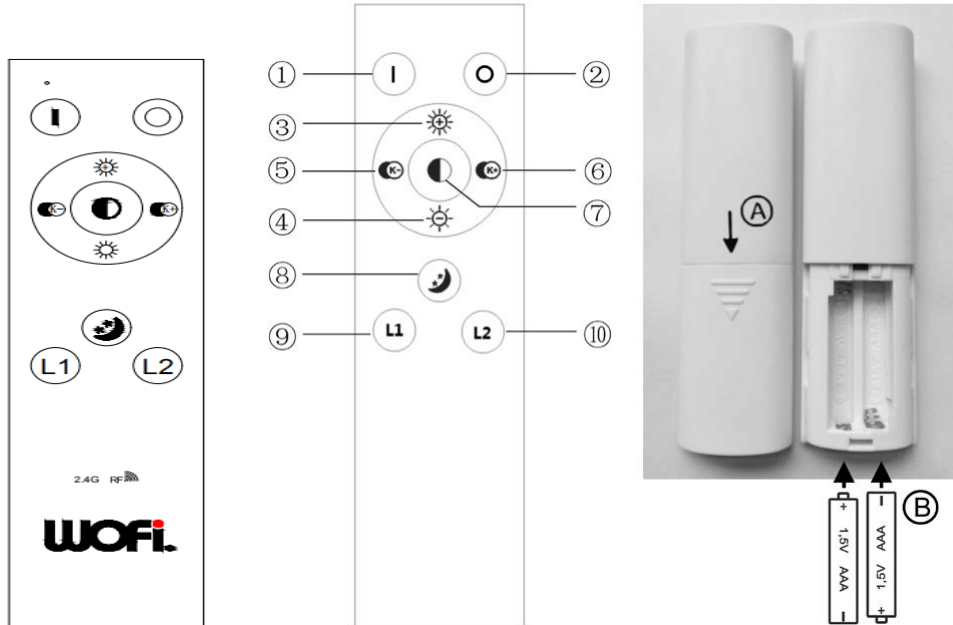 K-
K+
L1
L2
2.4G RF
WOFi.
①
I
O
②
③
⑤
K-
K+
⑥
④
⑦
⑧
⑨
L1
L2
⑩
Ⓐ
Ⓑ
+ 1,5V AAA −
− 1,5V AAA +